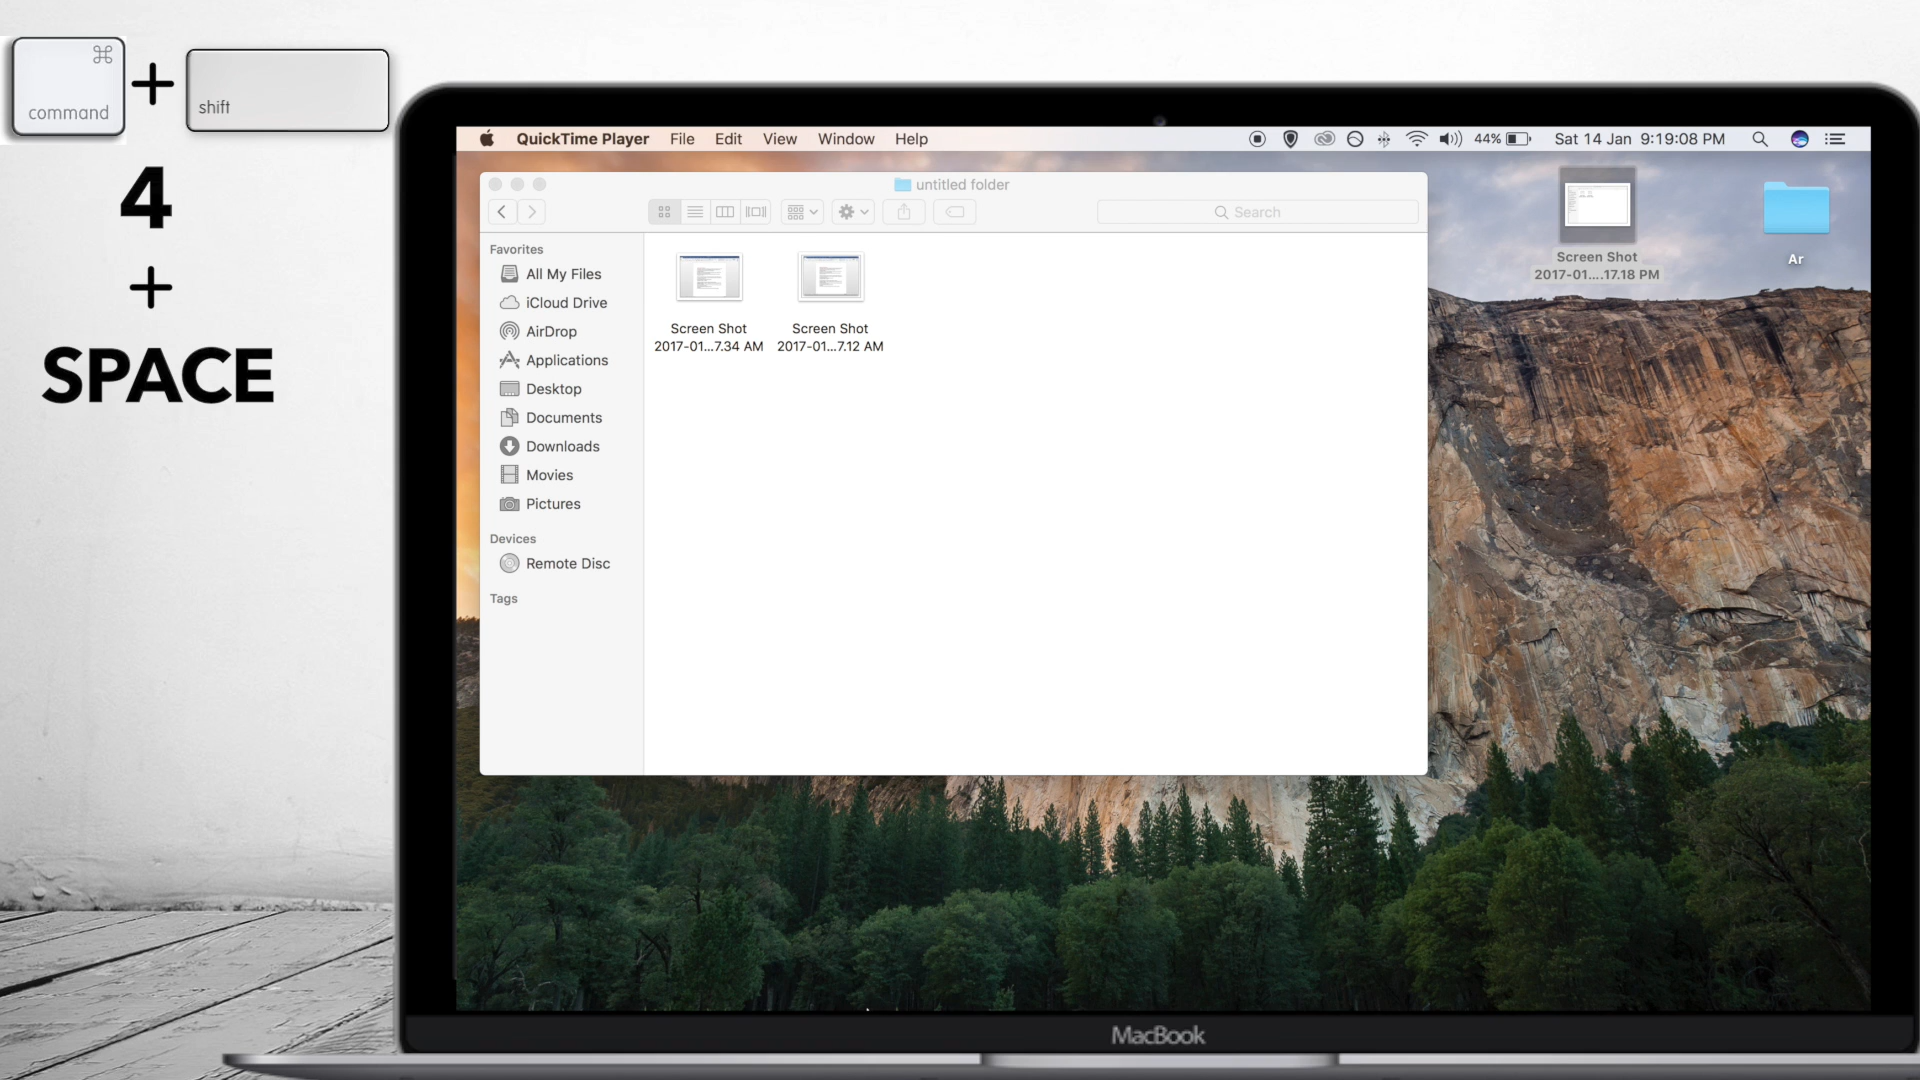 ⌘
command
+
shift
4
+
SPACE
QuickTime Player File Edit View Window Help
44% Sat 14 Jan 9:19:08 PM
untitled folder
Search
Favorites
All My Files
iCloud Drive
AirDrop
Applications
Desktop
Documents
Downloads
Movies
Pictures
Devices
Remote Disc
Tags
Screen Shot
2017-01...7.34 AM
Screen Shot
2017-01...7.12 AM
Screen Shot
2017-01....17.18 PM
Ar
MacBook